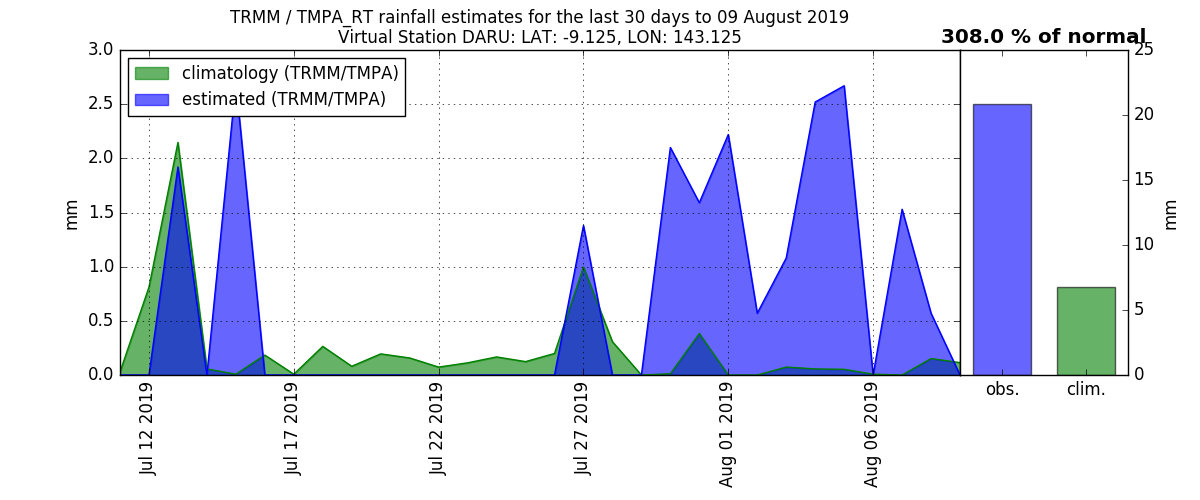 TRMM / TMPA_RT rainfall estimates for the last 30 days to 09 August 2019
Virtual Station DARU: LAT: -9.125, LON: 143.125
308.0 % of normal
climatology (TRMM/TMPA)
estimated (TRMM/TMPA)
3.0
2.5
2.0
1.5
1.0
0.5
0.0
mm
Jul 12 2019
Jul 17 2019
Jul 22 2019
Jul 27 2019
Aug 01 2019
Aug 06 2019
obs.
clim.
25
20
15
10
5
0
mm